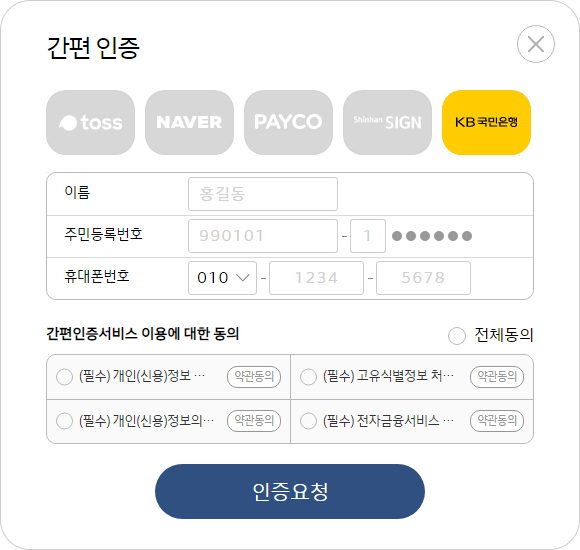 간편 인증
toss NAVER PAYCO Shinhan SIGN KB국민은행
이름 홍길동
주민등록번호 990101 - 1 ●●●●●●
휴대폰번호 010 - 1234 - 5678
간편인증서비스 이용에 대한 동의 전체동의
(필수) 개인(신용)정보 ··· 약관동의 (필수) 고유식별정보 처··· 약관동의
(필수) 개인(신용)정보의··· 약관동의 (필수) 전자금융서비스 ··· 약관동의
인증요청